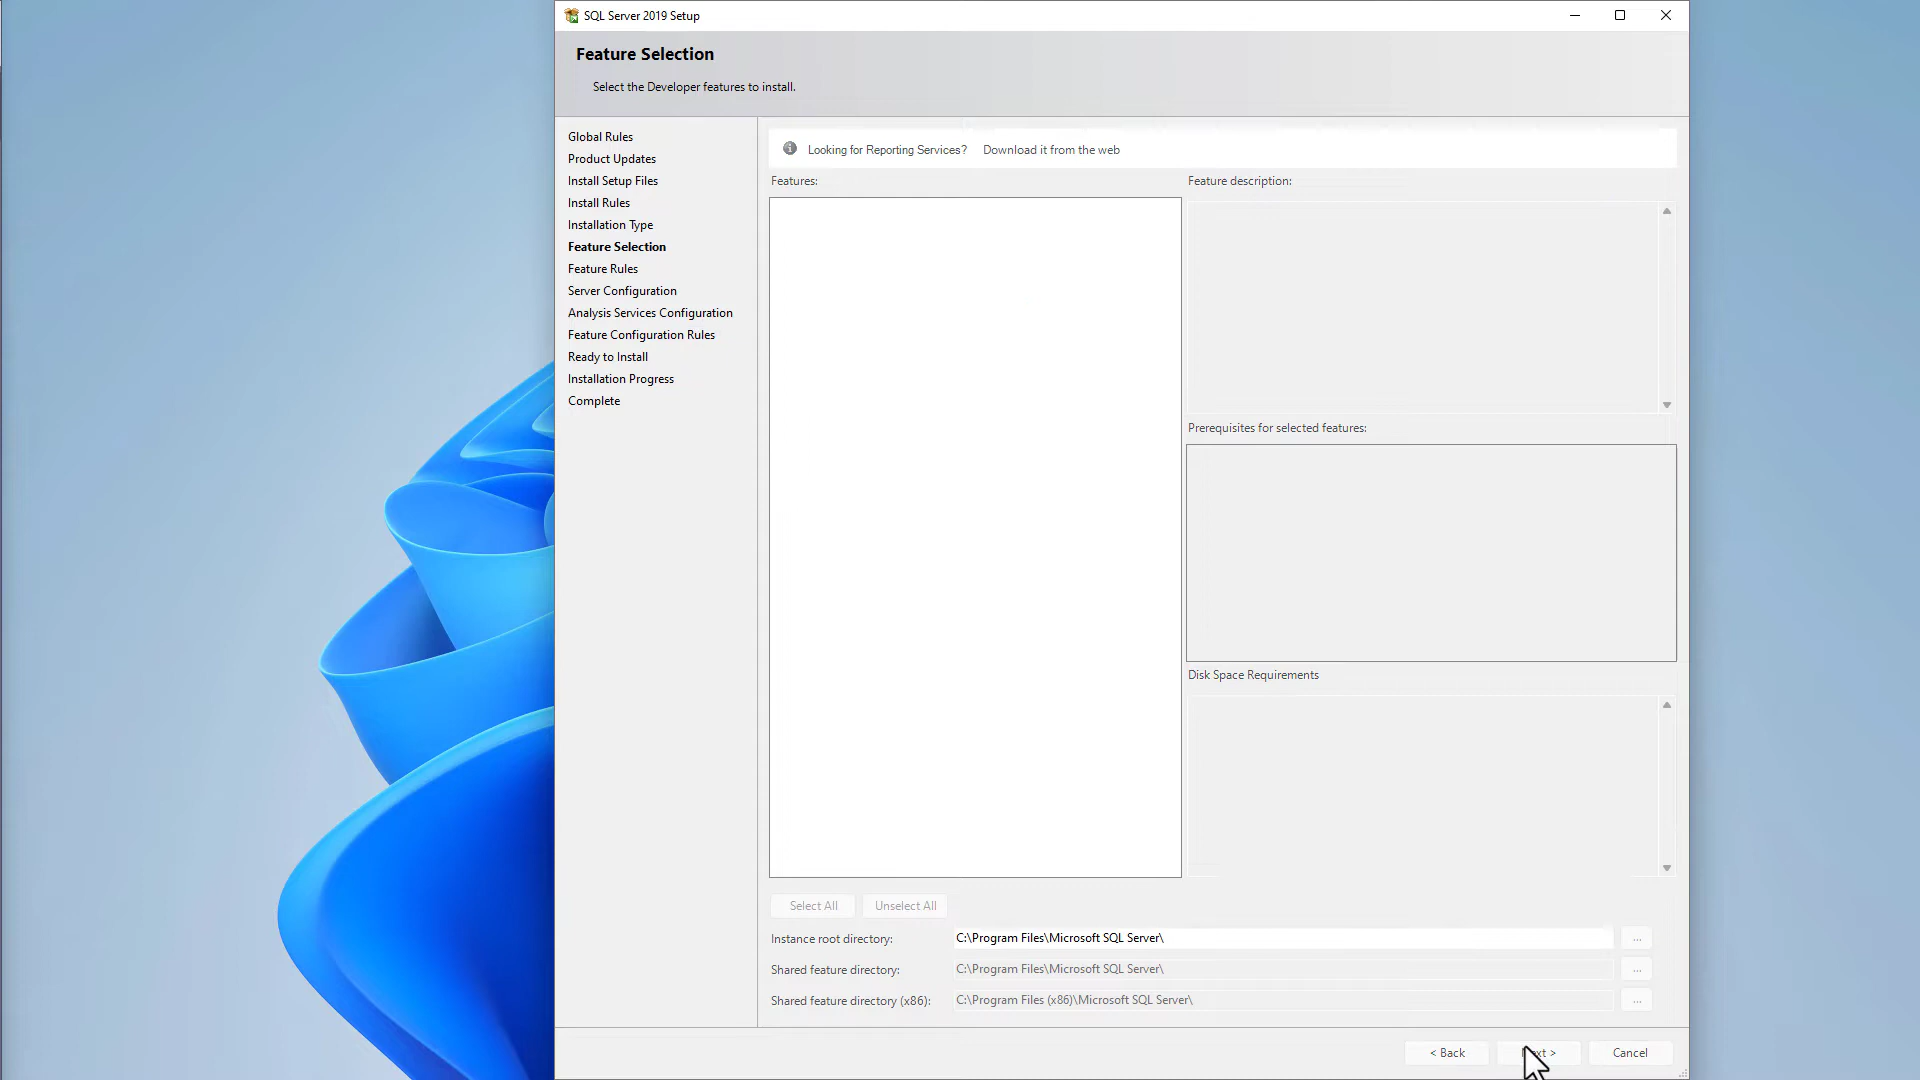 SQL Server 2019 Setup
Feature Selection
Select the Developer features to install.
Global Rules
Product Updates
Install Setup Files
Install Rules
Installation Type
Feature Selection
Feature Rules
Server Configuration
Analysis Services Configuration
Feature Configuration Rules
Ready to Install
Installation Progress
Complete
Looking for Reporting Services? Download it from the web
Features:
Feature description:
Prerequisites for selected features:
Disk Space Requirements
Select All
Unselect All
Instance root directory: C:\Program Files\Microsoft SQL Server\ ...
Shared feature directory: C:\Program Files\Microsoft SQL Server\ ...
Shared feature directory (x86): C:\Program Files (x86)\Microsoft SQL Server\ ...
< Back
>
Cancel